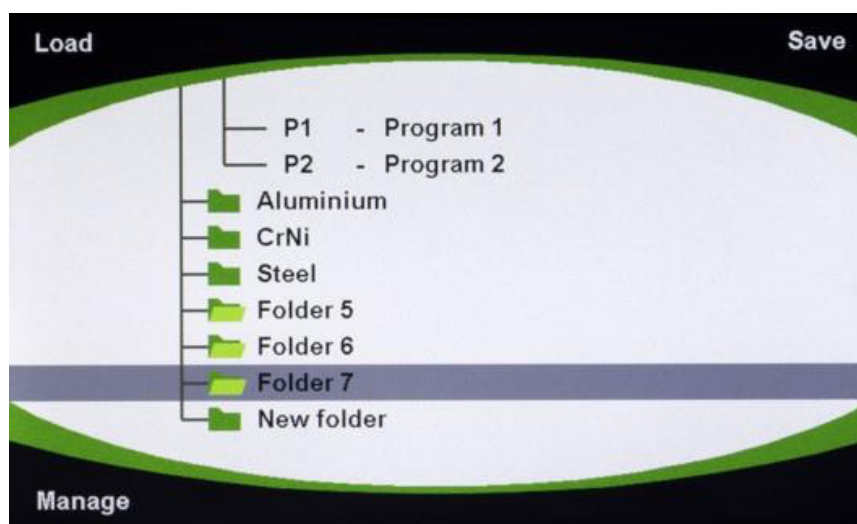 Load
Save
P1 - Program 1
P2 - Program 2
Aluminium
CrNi
Steel
Folder 5
Folder 6
Folder 7
New folder
Manage